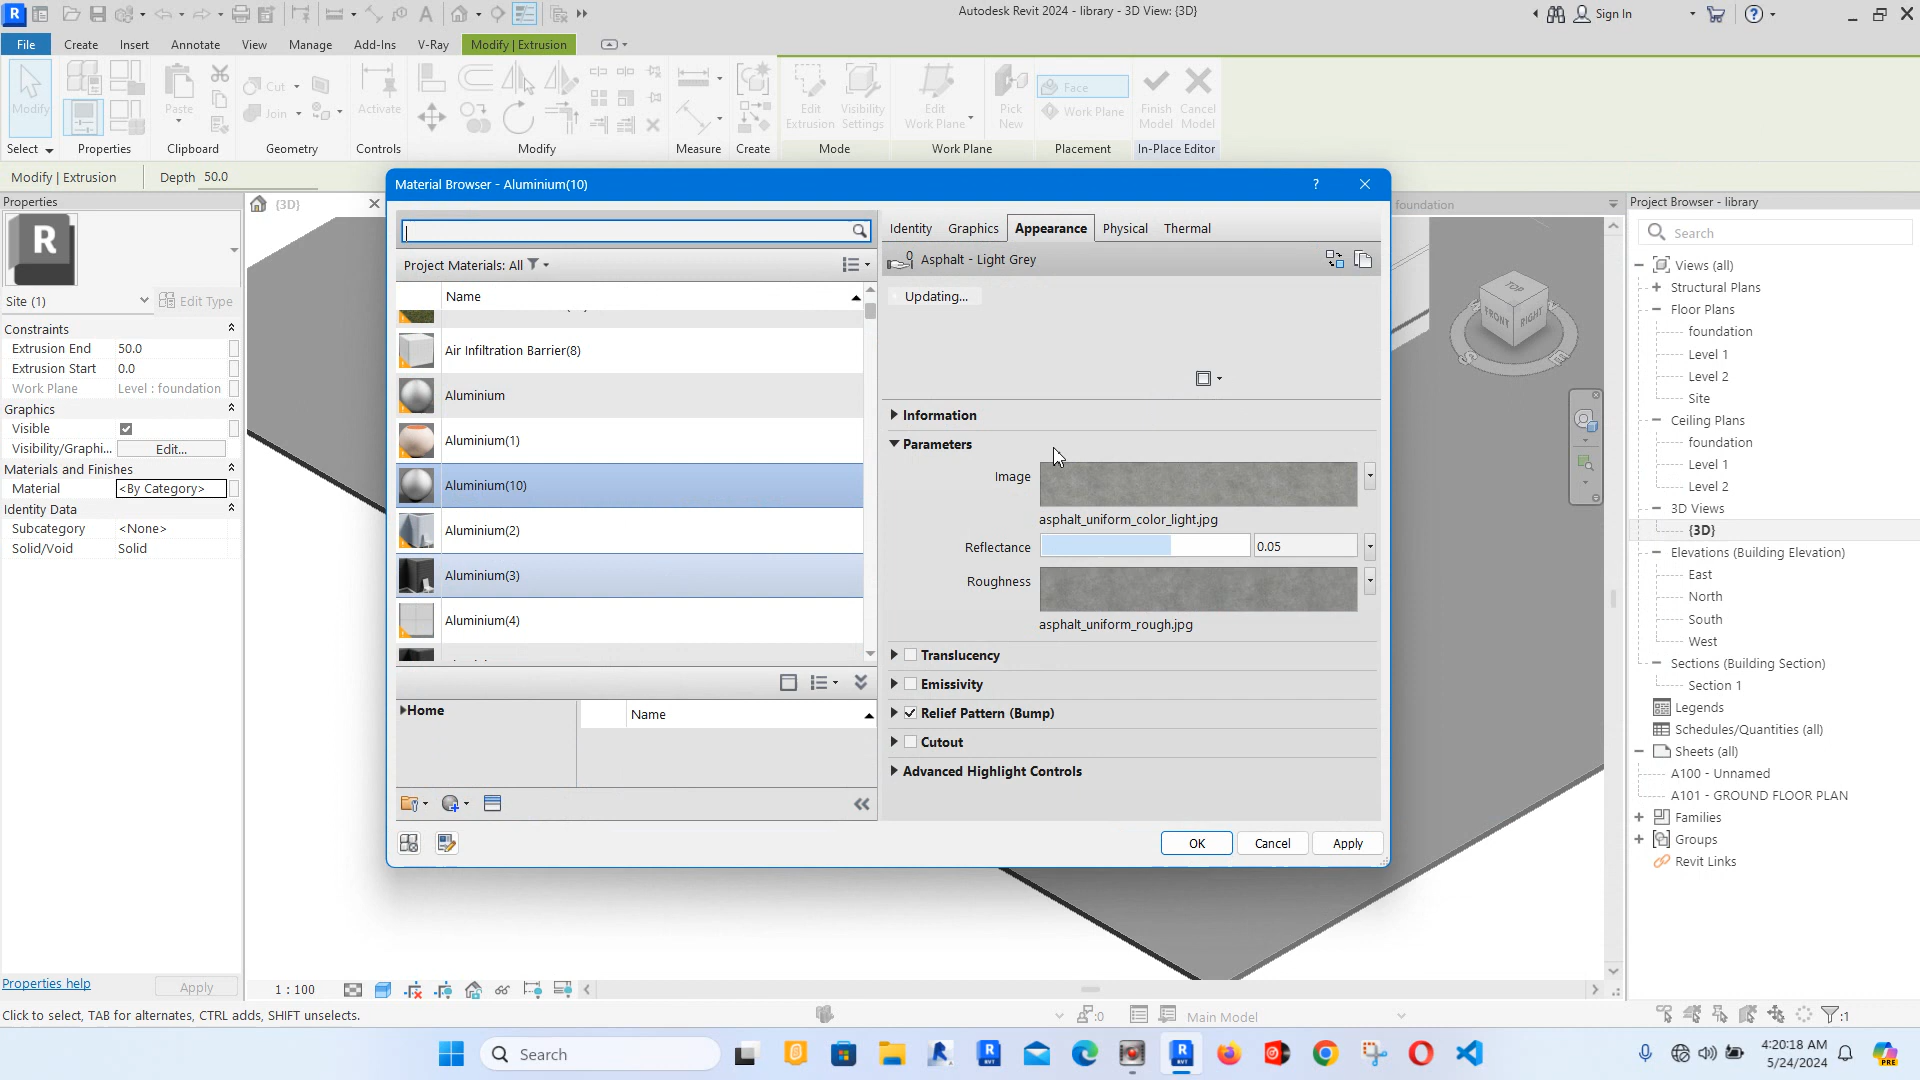 Autodesk Revit 2024 - library - 3D View: {3D}
Sign In
File Create Insert Annotate View Manage Add-Ins V-Ray Modify | Extrusion
Modify
Paste
Cut
Join
Activate
Edit Extrusion
Visibility Settings
Edit Work Plane
Pick New
Face
Work Plane
Finish Model
Cancel Model
Select Properties Clipboard Geometry Controls Modify Measure Create Mode Work Plane Placement In-Place Editor
Modify | Extrusion Depth 50.0
Properties
R
Site (1) Edit Type
Constraints
Extrusion End 50.0
Extrusion Start 0.0
Work Plane Level : foundation
Graphics
Visible
Visibility/Graphi... Edit...
Materials and Finishes
Material <By Category>
Identity Data
Subcategory <None>
Solid/Void Solid
Properties help Apply
{3D}
foundation
Material Browser - Aluminium(10)
Project Materials: All
Name
Air Infiltration Barrier(8)
Aluminium
Aluminium(1)
Aluminium(10)
Aluminium(2)
Aluminium(3)
Aluminium(4)
Home
Name
Identity Graphics Appearance Physical Thermal
0
Asphalt - Light Grey
Updating...
Information
Parameters
Image
asphalt_uniform_color_light.jpg
Reflectance 0.05
Roughness
asphalt_uniform_rough.jpg
Translucency
Emissivity
Relief Pattern (Bump)
Cutout
Advanced Highlight Controls
OK Cancel Apply
TOP
FRONT RIGHT
S E
Project Browser - library
Search
Views (all)
Structural Plans
Floor Plans
foundation
Level 1
Level 2
Site
Ceiling Plans
foundation
Level 1
Level 2
3D Views
{3D}
Elevations (Building Elevation)
East
North
South
West
Sections (Building Section)
Section 1
Legends
Schedules/Quantities (all)
Sheets (all)
A100 - Unnamed
A101 - GROUND FLOOR PLAN
Families
Groups
Revit Links
1 : 100
Click to select, TAB for alternates, CTRL adds, SHIFT unselects.
:0
Main Model
:1
Search
4:20:18 AM
5/24/2024